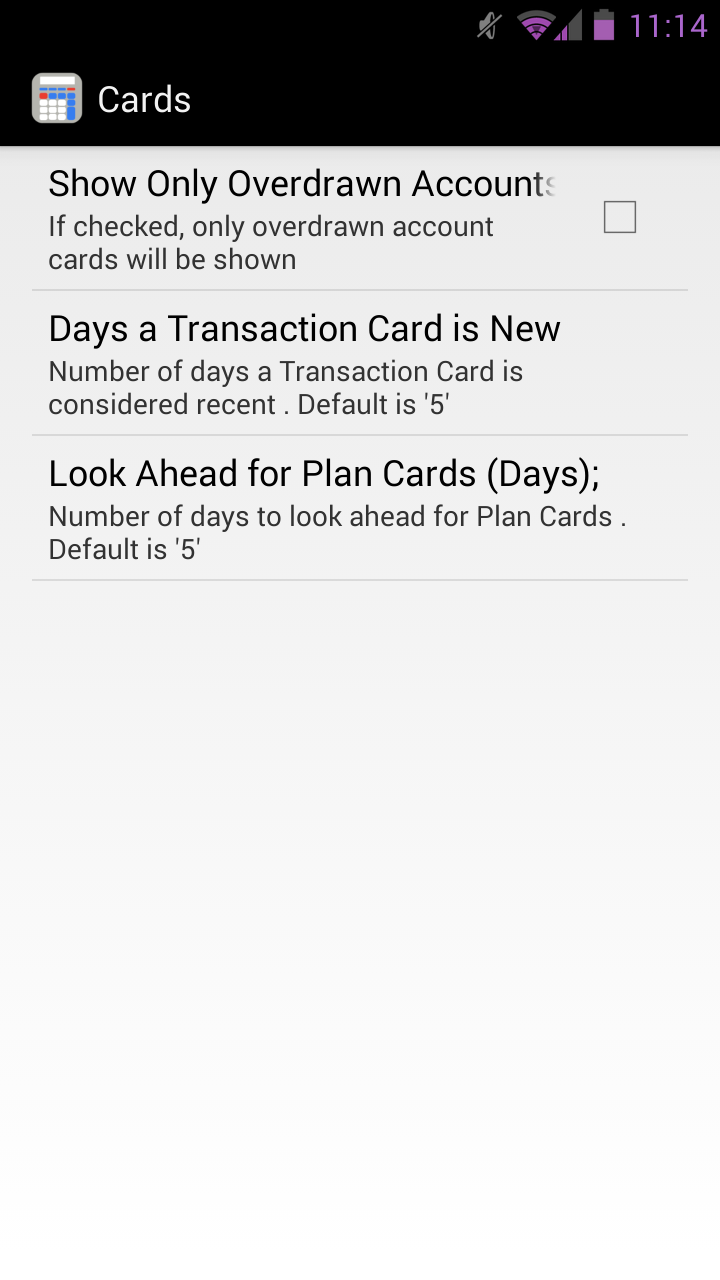 11:14
Cards
Show Only Overdrawn Accounts
If checked, only overdrawn account
cards will be shown
Days a Transaction Card is New
Number of days a Transaction Card is
considered recent . Default is '5'
Look Ahead for Plan Cards (Days);
Number of days to look ahead for Plan Cards .
Default is '5'